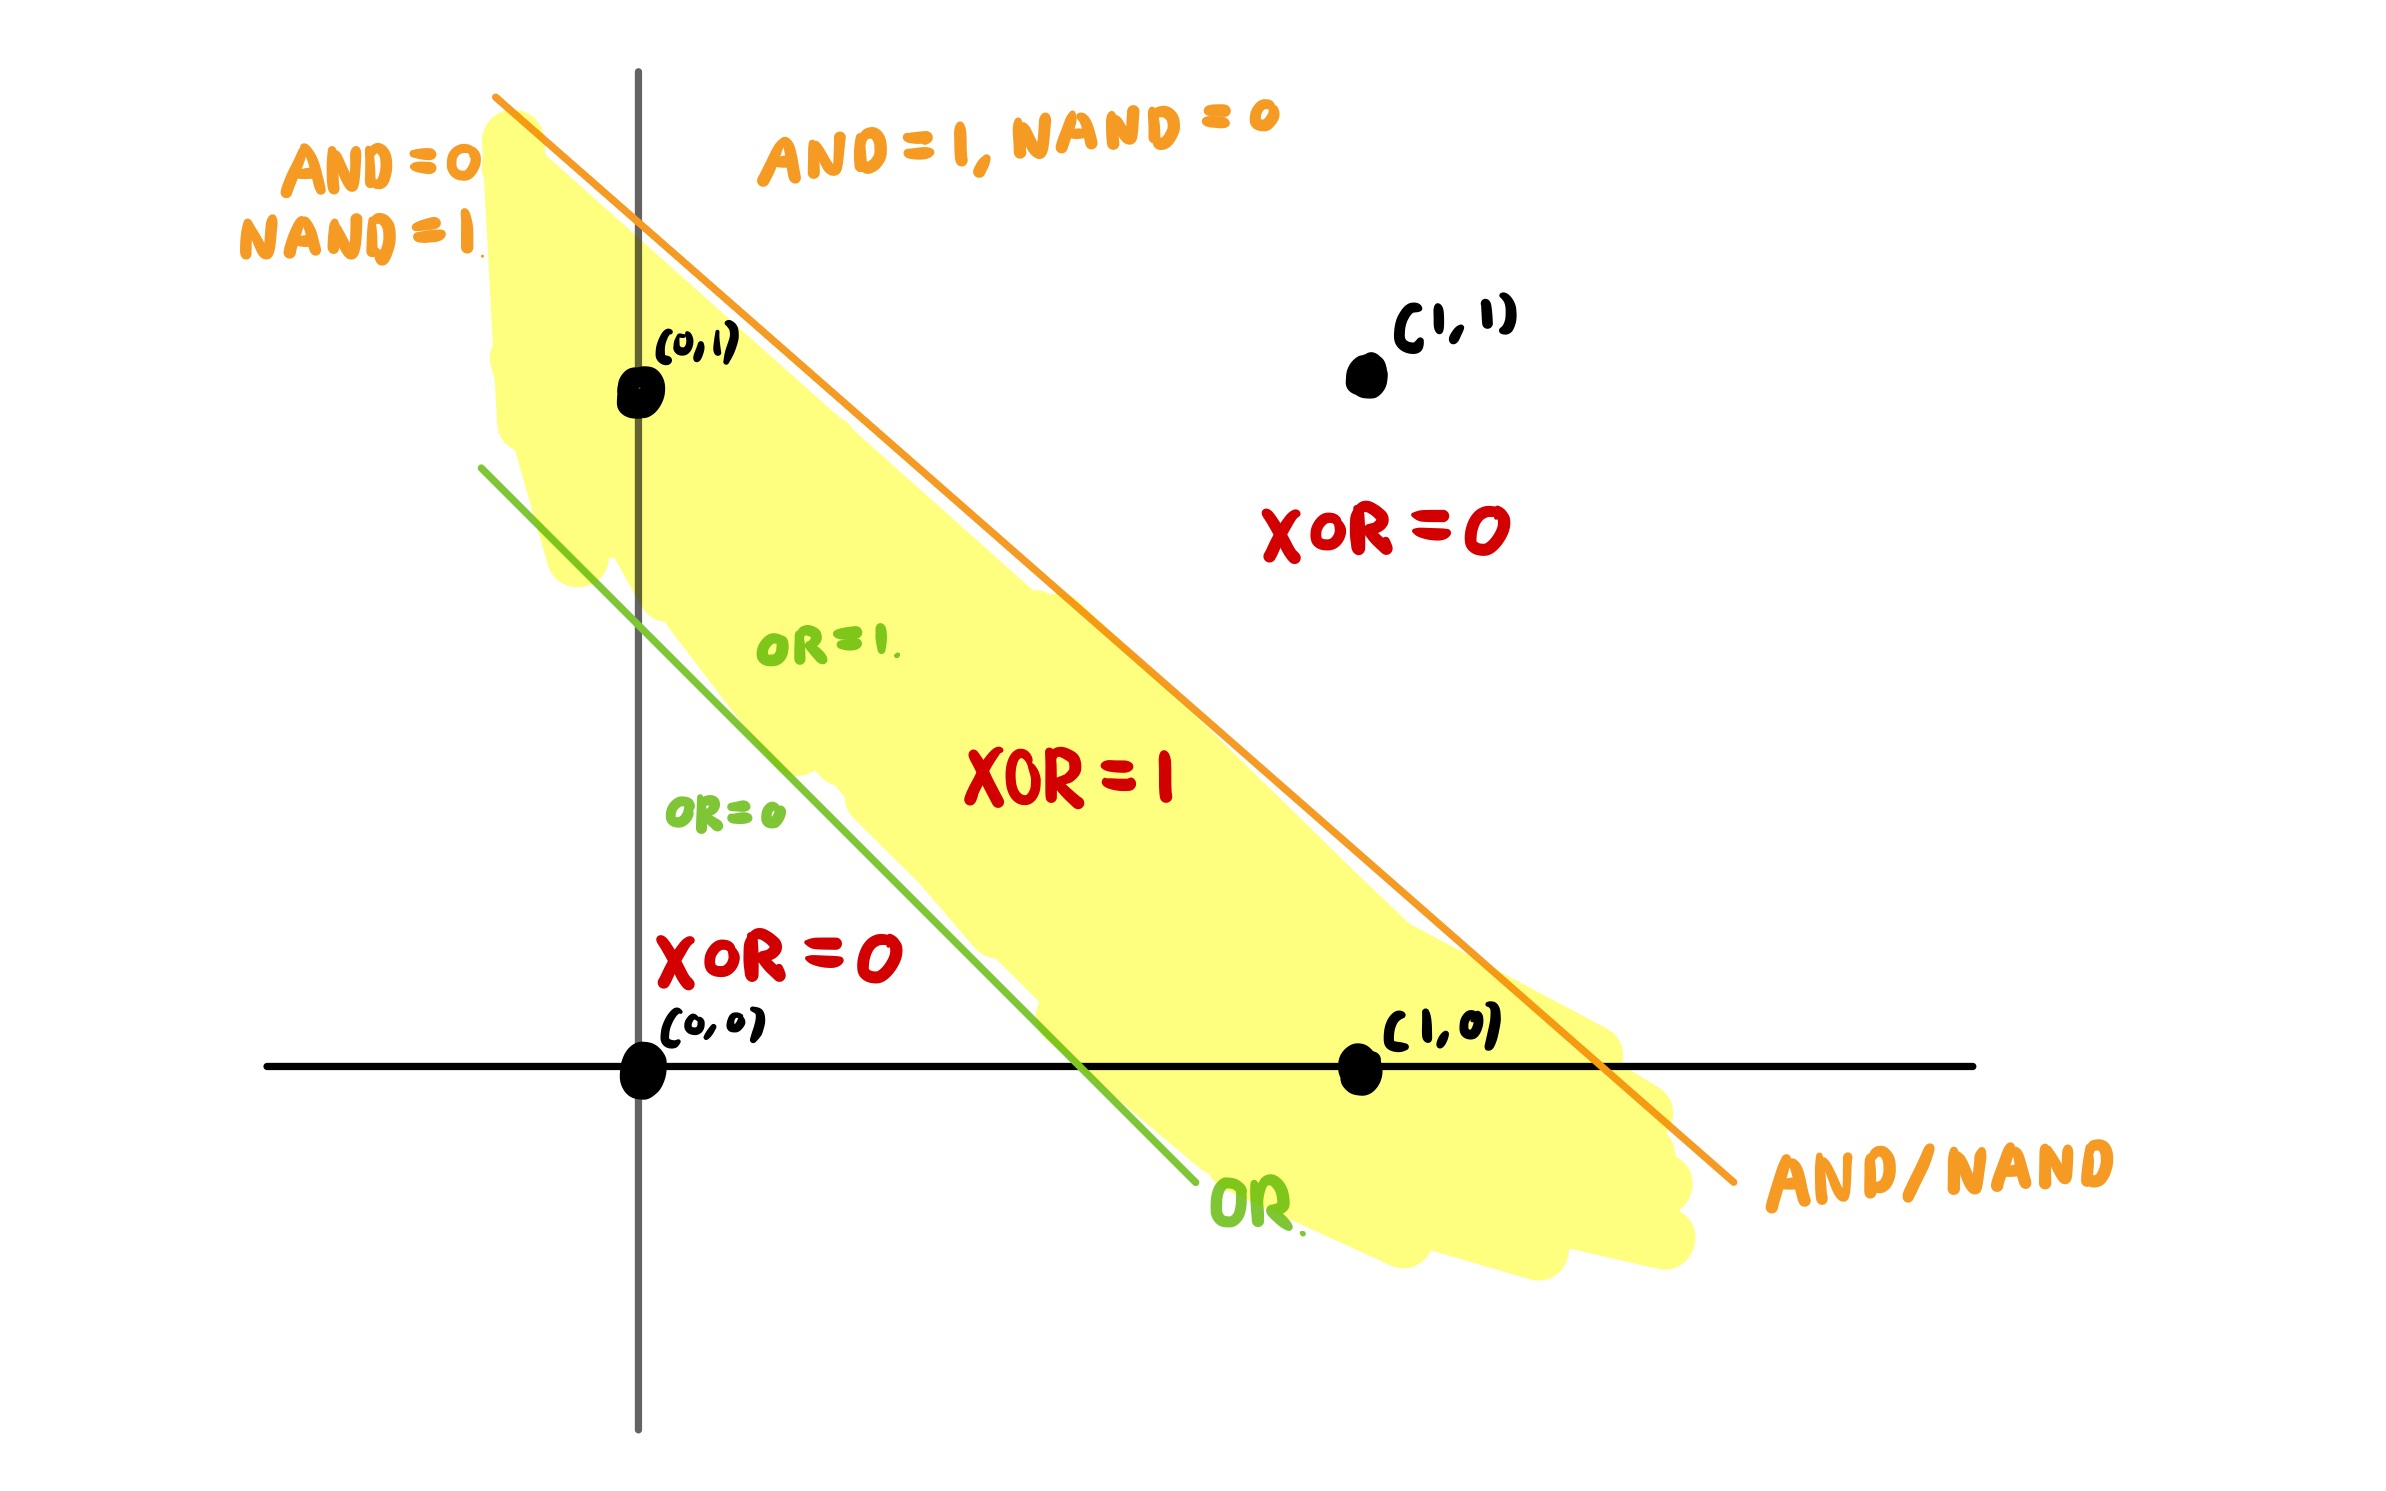 AND=0
NAND=1.
AND=1, NAND=0
(0,1)
(1,1)
XOR=0
OR=1.
XOR=1
OR=0
XOR=0
(0,0)
(1,0)
OR.
AND/NAND